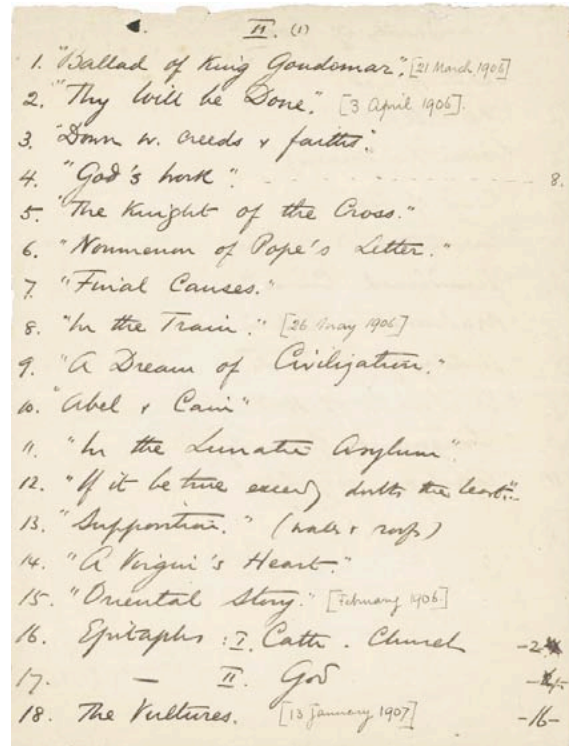 II. (1)
1. "Ballad of King Gondomar". [21 March 1906]
2. "Thy Will be Done." [3 April 1906].
3. "Down w. creeds & faiths".
4. "God's work". 8.
5. "The Knight of the Cross."
6. "Noumenon of Pope's Letter."
7. "Final Causes."
8. "In the Train." [26 May 1906]
9. "A Dream of Civilization."
10. "Abel & Cain"
11. "In the Lunatic Asylum".
12. "If it be true the least".
13. "Supposition." (walls & roofs)
14. "A Virgin's Heart."
15. "Oriental Story." [February 1906]
16. Epitaphs: I. Cath. Church -2
17. — II. God
18. The Vultures. [13 January 1907] -16-